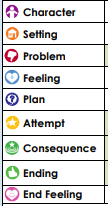 Character
Setting
Problem
Feeling
Plan
Attempt
Consequence
Ending
End Feeling